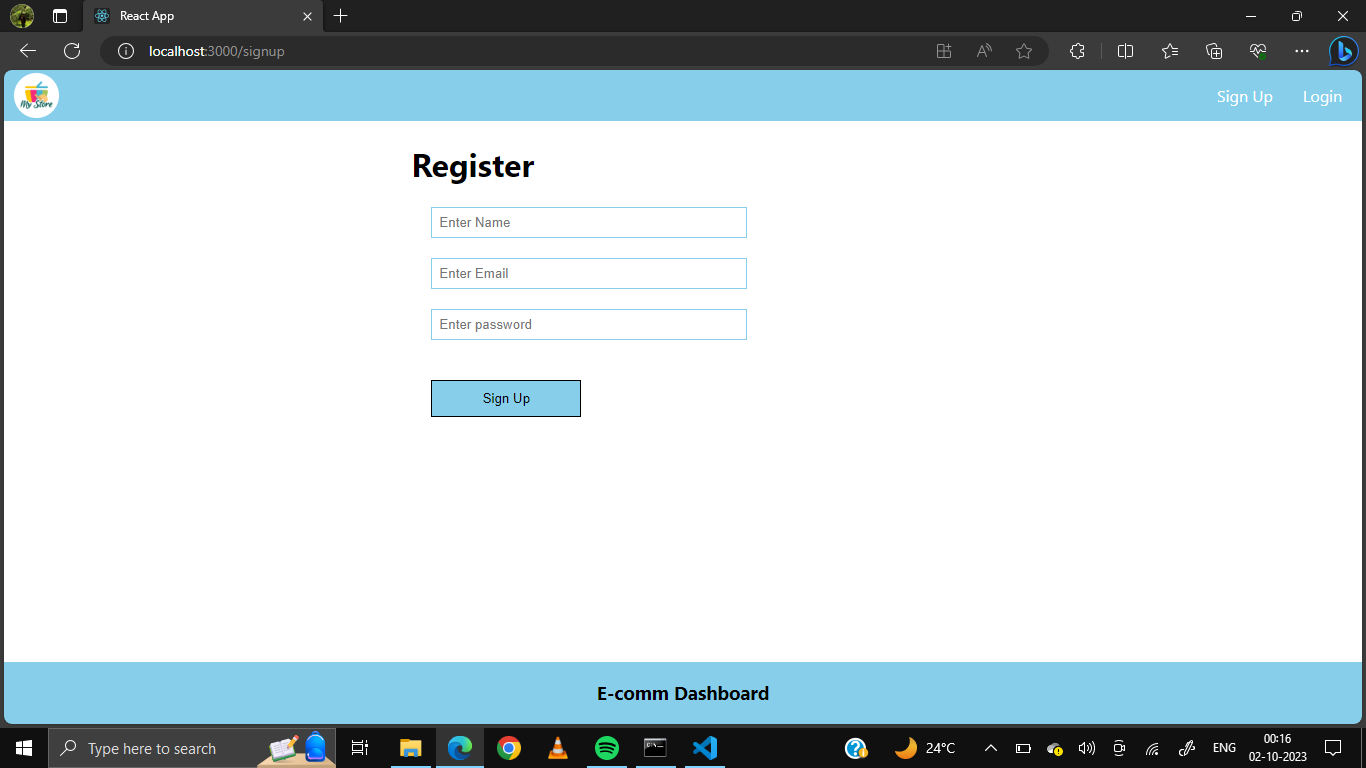 React App
localhost:3000/signup
My Store
Sign Up
Login
Register
Enter Name
Enter Email
Enter password
Sign Up
E-comm Dashboard
Type here to search
24°C
ENG
00:16
02-10-2023